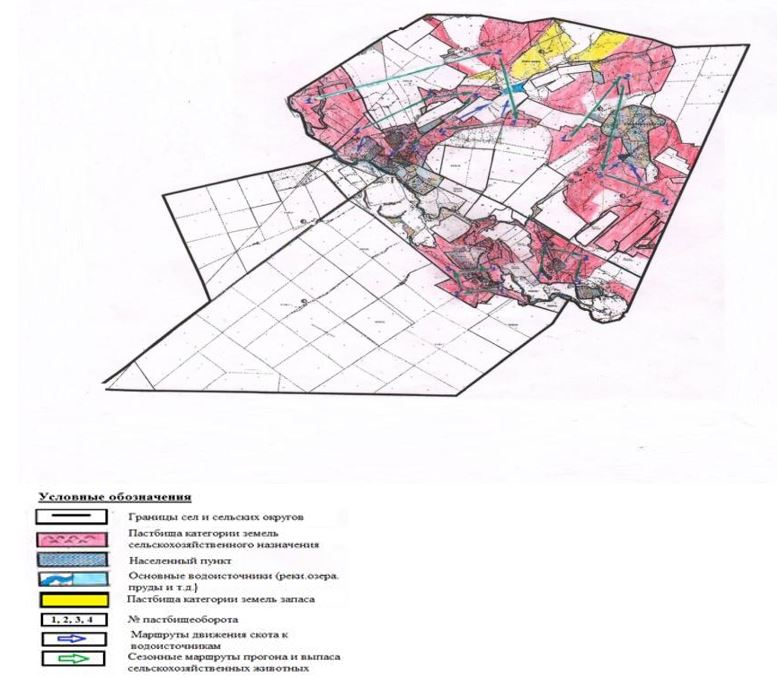 Условные обозначения
Границы сел и сельских округов
Пастбища категории земель
сельскохозяйственного назначения
Населенный пункт
Основные водоисточники (реки.озера.
пруды и т.д.)
Пастбища категории земель запаса
1, 2, 3, 4 № пастбищеоборота
Маршруты движения скота к
водоисточникам
Сезонные маршруты прогона и выпаса
сельскохозяйственных животных